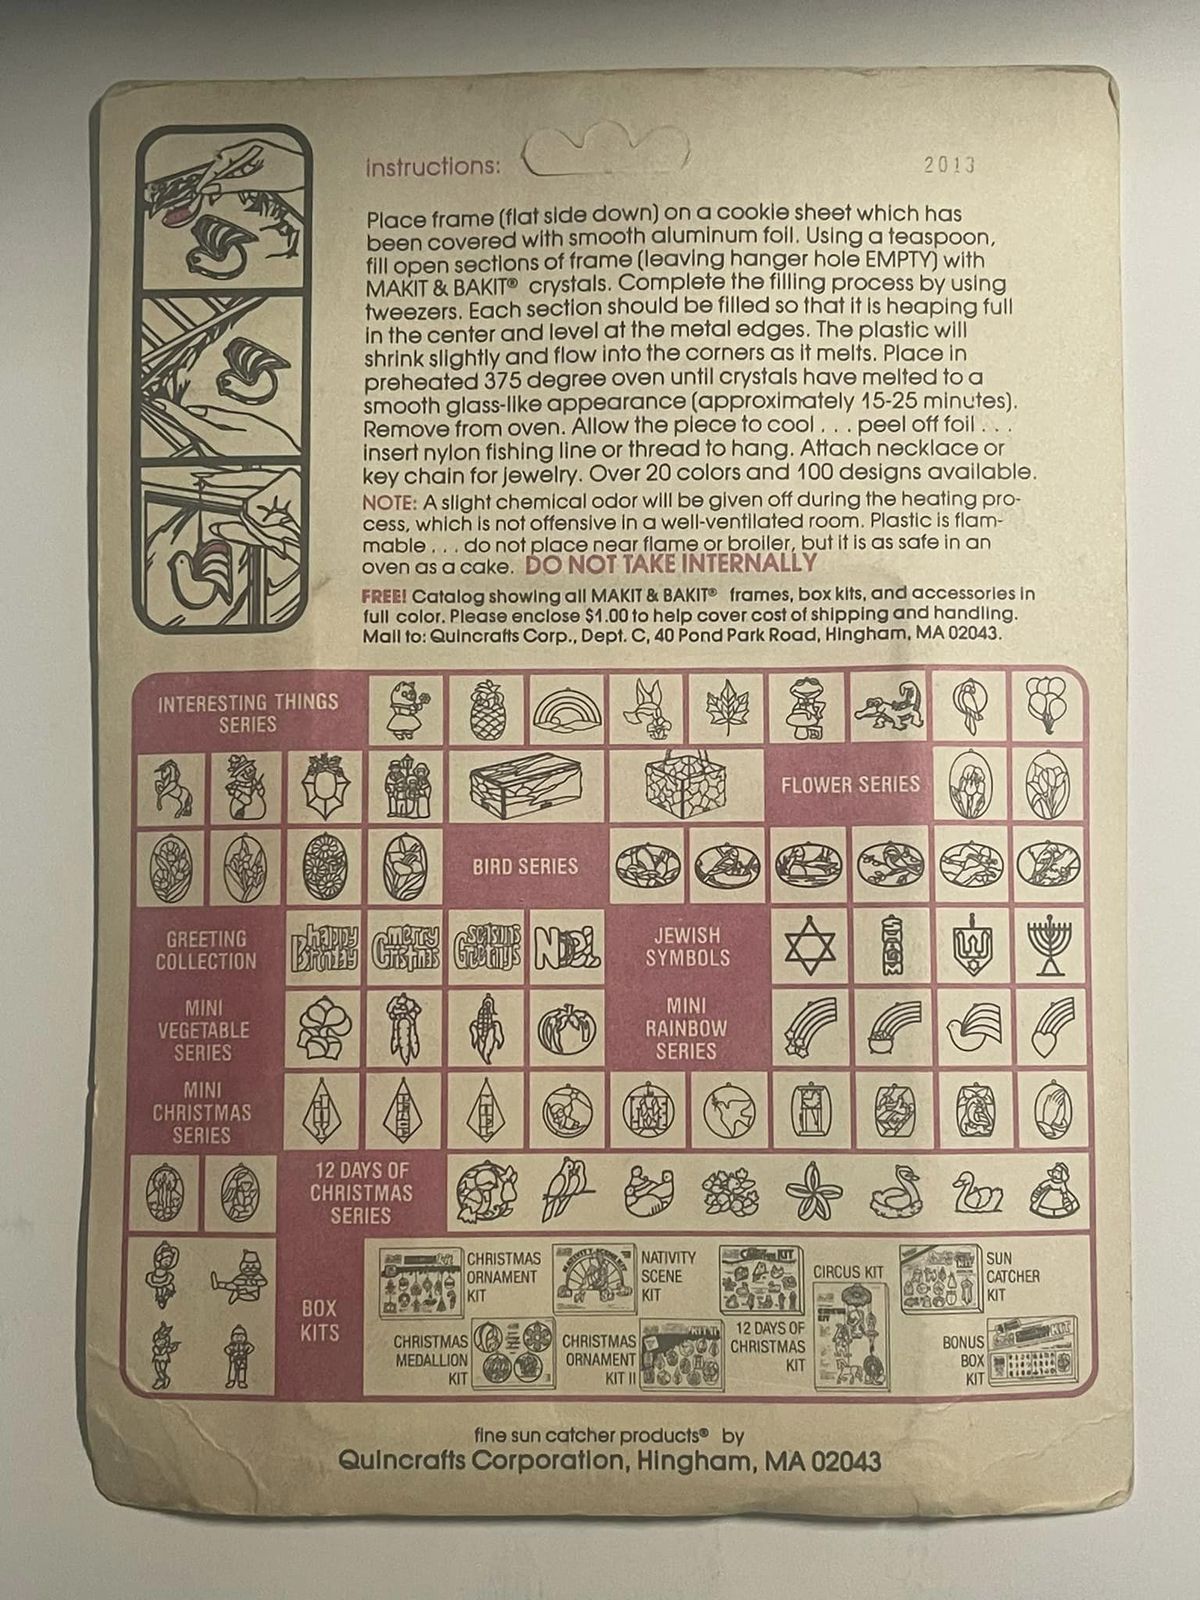 Instructions:
2013
Place frame (flat side down) on a cookie sheet which has
been covered with smooth aluminum foil. Using a teaspoon,
fill open sections of frame (leaving hanger hole EMPTY) with
MAKIT & BAKIT® crystals. Complete the filling process by using
tweezers. Each section should be filled so that it is heaping full
in the center and level at the metal edges. The plastic will
shrink slightly and flow into the corners as it melts. Place in
preheated 375 degree oven until crystals have melted to a
smooth glass-like appearance (approximately 15-25 minutes).
Remove from oven. Allow the piece to cool . . . peel off foil . . .
insert nylon fishing line or thread to hang. Attach necklace or
key chain for jewelry. Over 20 colors and 100 designs available.
NOTE: A slight chemical odor will be given off during the heating pro-
cess, which is not offensive in a well-ventilated room. Plastic is flam-
mable . . . do not place near flame or broiler, but it is as safe in an
oven as a cake. DO NOT TAKE INTERNALLY
FREE! Catalog showing all MAKIT & BAKIT® frames, box kits, and accessories in
full color. Please enclose $1.00 to help cover cost of shipping and handling.
Mail to: Quincrafts Corp., Dept. C, 40 Pond Park Road, Hingham, MA 02043.
INTERESTING THINGS
SERIES
FLOWER SERIES
BIRD SERIES
GREETING
COLLECTION
happy
Birthday
merry
Christmas
seasons
Greetings
Noel
JEWISH
SYMBOLS
MINI
VEGETABLE
SERIES
MINI
RAINBOW
SERIES
MINI
CHRISTMAS
SERIES
12 DAYS OF
CHRISTMAS
SERIES
BOX
KITS
CHRISTMAS
ORNAMENT
KIT
NATIVITY
SCENE
KIT
CIRCUS KIT
SUN
CATCHER
KIT
CHRISTMAS
MEDALLION
KIT
CHRISTMAS
ORNAMENT
KIT II
12 DAYS OF
CHRISTMAS
KIT
BONUS
BOX
KIT
fine sun catcher products® by
Quincrafts Corporation, Hingham, MA 02043